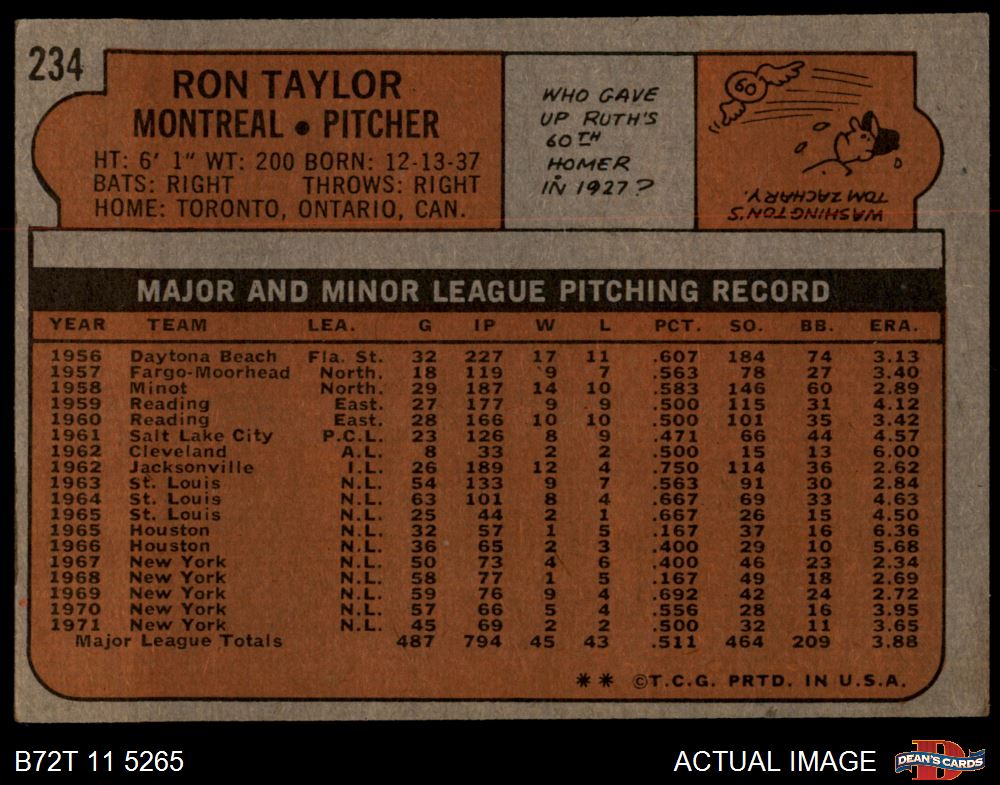 234
RON TAYLOR
MONTREAL • PITCHER
HT: 6' 1" WT: 200 BORN: 12-13-37
BATS: RIGHT THROWS: RIGHT
HOME: TORONTO, ONTARIO, CAN.
WHO GAVE
UP RUTH'S
60TH
HOMER
IN 1927?
60
WASHINGTON'S
TOM ZACHARY.
MAJOR AND MINOR LEAGUE PITCHING RECORD
YEAR TEAM LEA. G IP W L PCT. SO. BB. ERA.
1956 Daytona Beach Fla. St. 32 227 17 11 .607 184 74 3.13
1957 Fargo-Moorhead North. 18 119 9 7 .563 78 27 3.40
1958 Minot North. 29 187 14 10 .583 146 60 2.89
1959 Reading East. 27 177 9 9 .500 115 31 4.12
1960 Reading East. 28 166 10 10 .500 101 35 3.42
1961 Salt Lake City P.C.L. 23 126 8 9 .471 66 44 4.57
1962 Cleveland A.L. 8 33 2 2 .500 15 13 6.00
1962 Jacksonville I.L. 26 189 12 4 .750 114 36 2.62
1963 St. Louis N.L. 54 133 9 7 .563 91 30 2.84
1964 St. Louis N.L. 63 101 8 4 .667 69 33 4.63
1965 St. Louis N.L. 25 44 2 1 .667 26 15 4.50
1965 Houston N.L. 32 57 1 5 .167 37 16 6.36
1966 Houston N.L. 36 65 2 3 .400 29 10 5.68
1967 New York N.L. 50 73 4 6 .400 46 23 2.34
1968 New York N.L. 58 77 1 5 .167 49 18 2.69
1969 New York N.L. 59 76 9 4 .692 42 24 2.72
1970 New York N.L. 57 66 5 4 .556 28 16 3.95
1971 New York N.L. 45 69 2 2 .500 32 11 3.65
Major League Totals 487 794 45 43 .511 464 209 3.88
** ©T.C.G. PRTD. IN U.S.A.
B72T 11 5265
ACTUAL IMAGE
DEAN'S CARDS